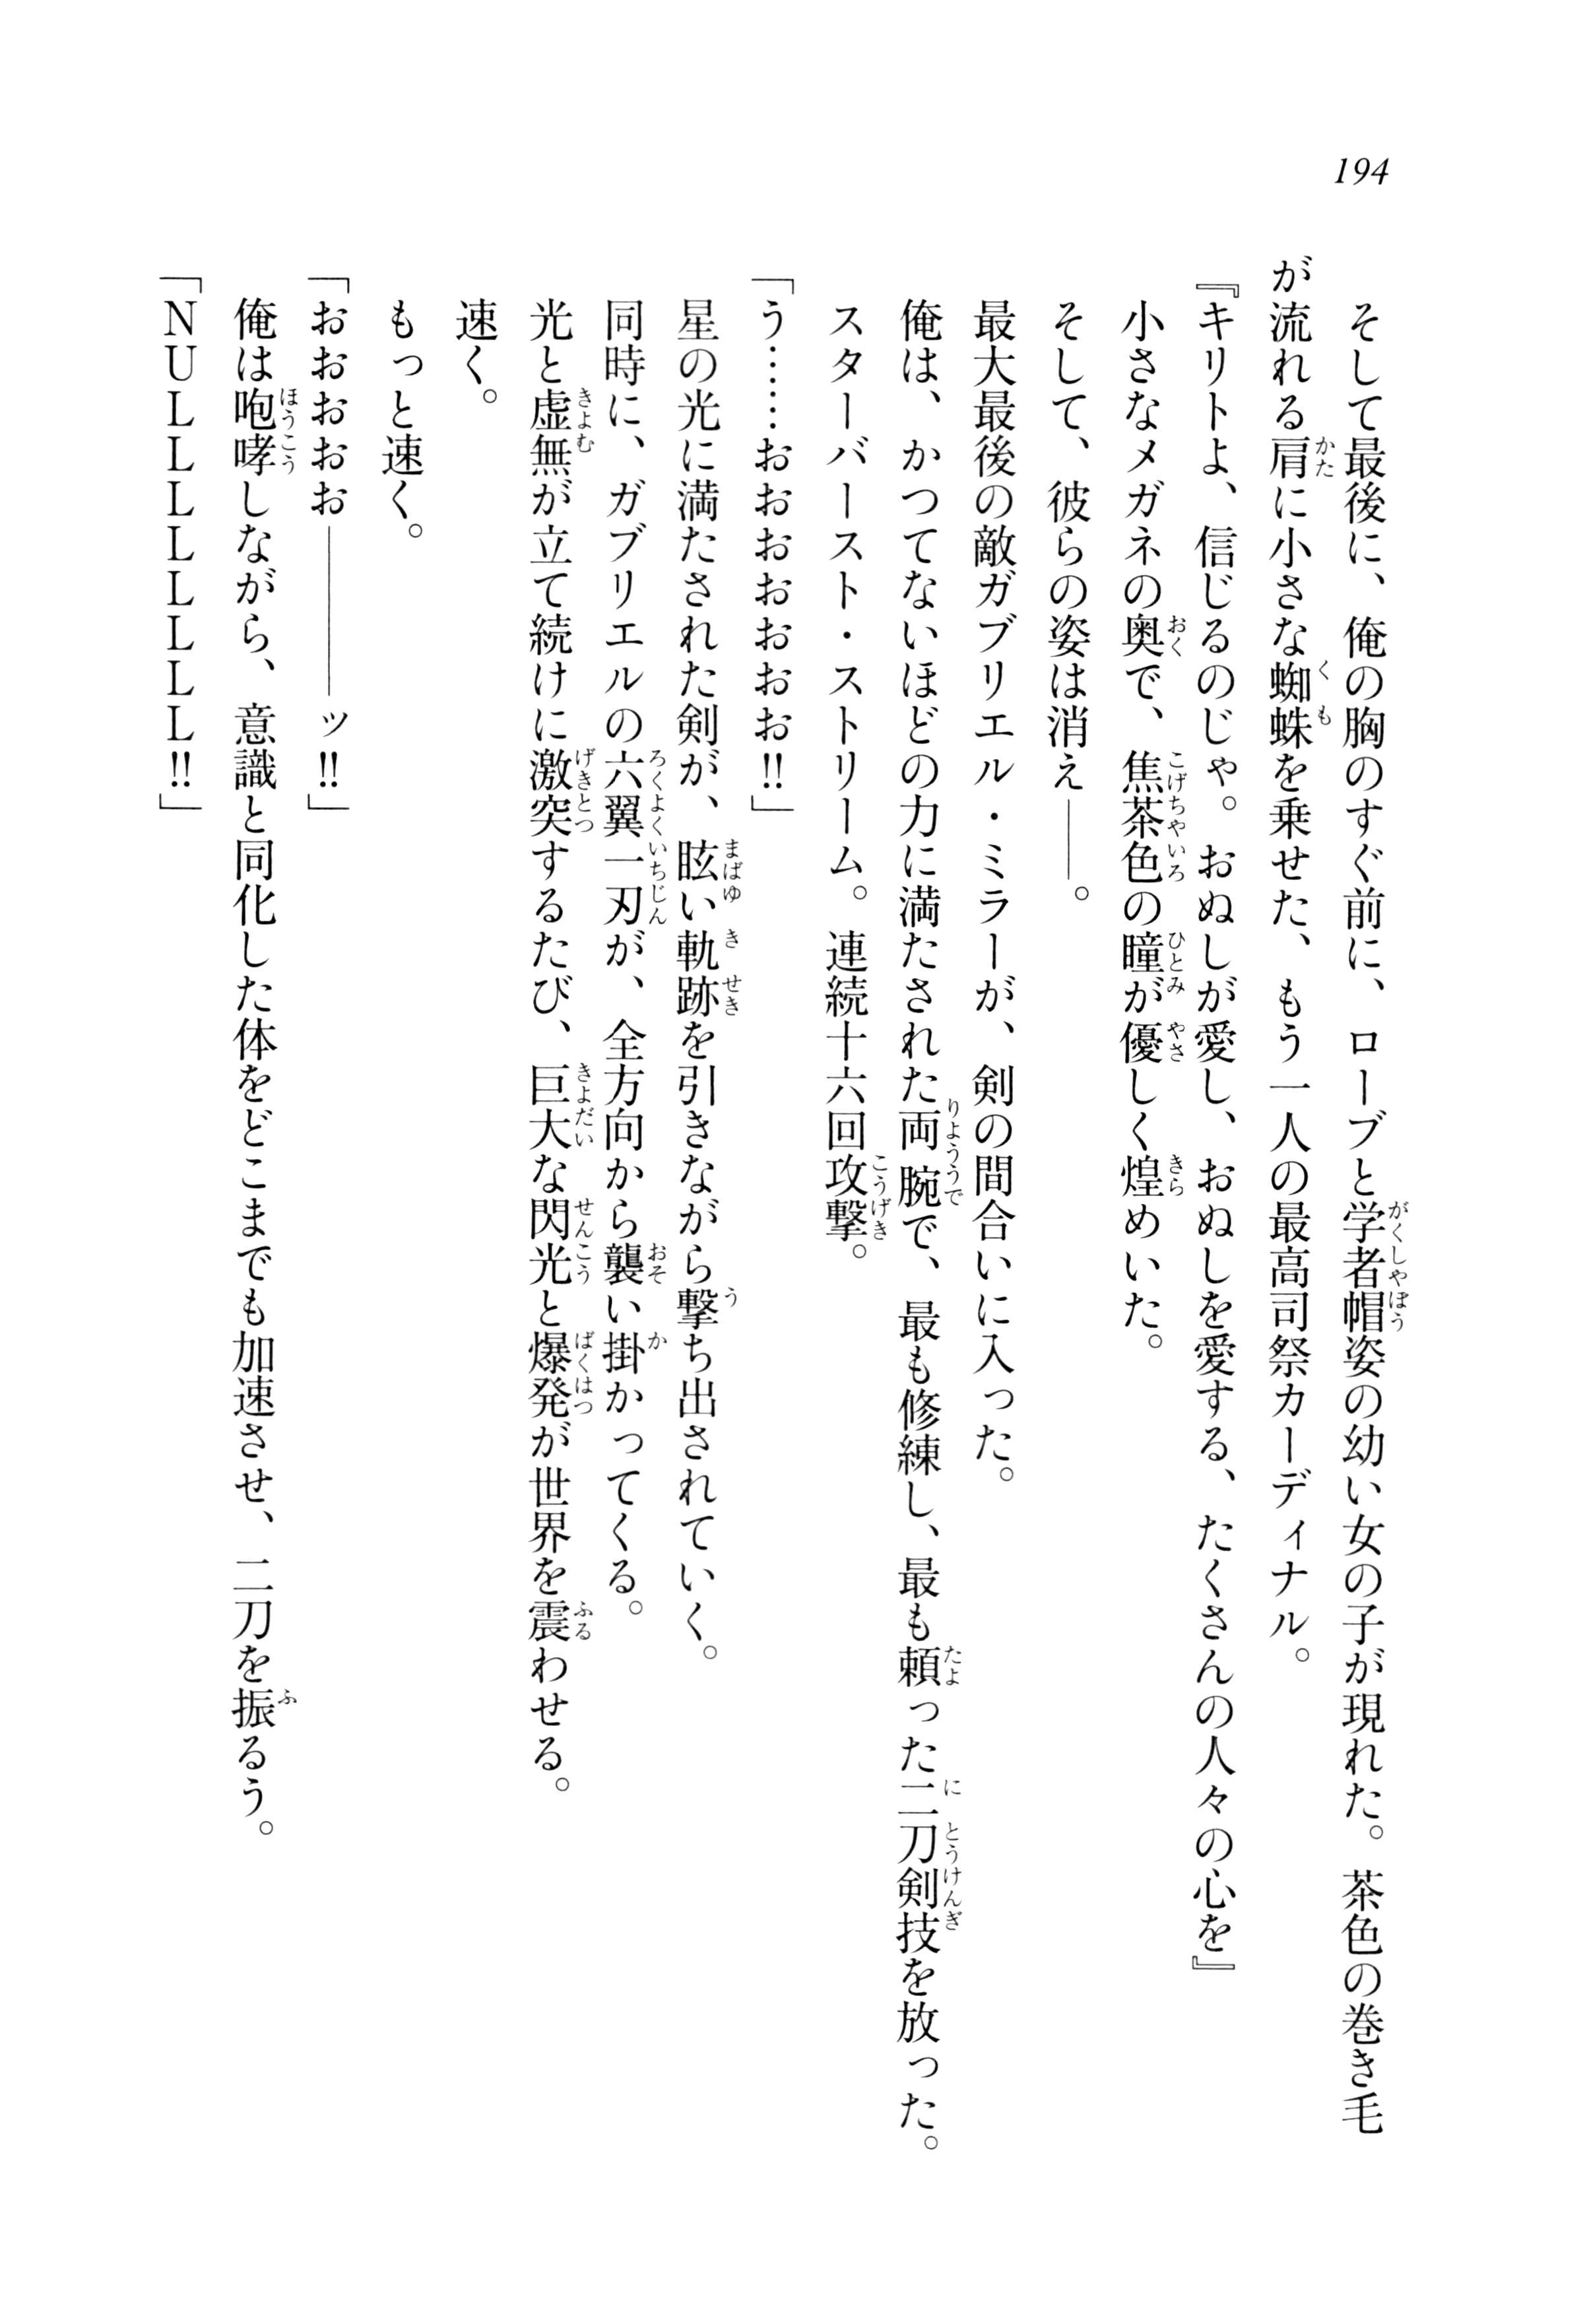 194
そして最後に、俺の胸のすぐ前に、ローブと学者帽姿の幼い女の子が現れた。茶色の巻き毛
が流れる肩に小さな蜘蛛を乗せた、もう一人の最高司祭カーディナル。
『キリトよ、信じるのじゃ。おぬしが愛し、おぬしを愛する、たくさんの人々の心を』
小さなメガネの奥で、焦茶色の瞳が優しく煌めいた。
そして、彼らの姿は消え――。
最大最後の敵ガブリエル・ミラーが、剣の間合いに入った。
俺は、かつてないほどの力に満たされた両腕で、最も修練し、最も頼った二刀剣技を放った。
スターバースト・ストリーム。連続十六回攻撃。
「う……おおおおおおお!!」
星の光に満たされた剣が、眩い軌跡を引きながら撃ち出されていく。
同時に、ガブリエルの六翼一刃が、全方向から襲い掛かってくる。
光と虚無が立て続けに激突するたび、巨大な閃光と爆発が世界を震わせる。
速く。
もっと速く。
「おおおおお――――ッ!!」
俺は咆哮しながら、意識と同化した体をどこまでも加速させ、二刀を振るう。
「NULLLLLLLL!!」